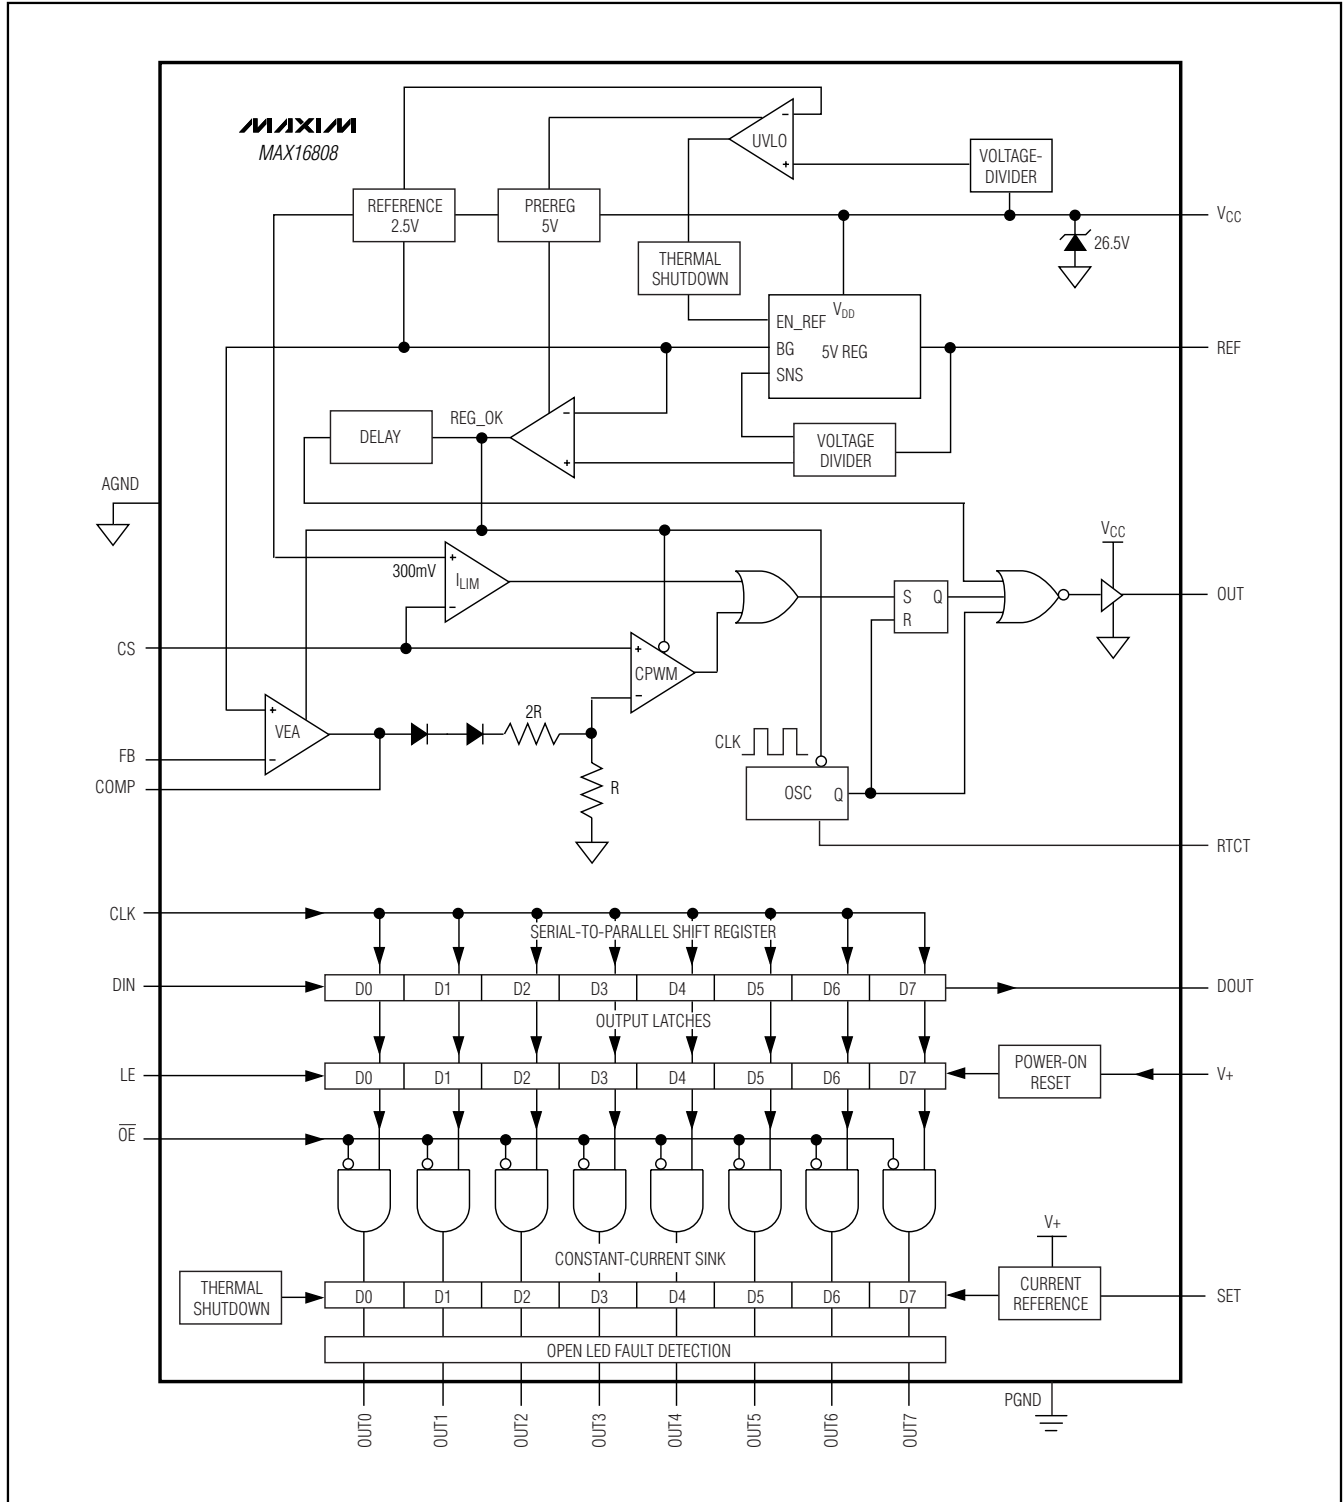 MAXIM
MAX16808
UVLO
-
+
VOLTAGE-
DIVIDER
REFERENCE
2.5V
PREREG
5V
VCC
26.5V
THERMAL
SHUTDOWN
VDD
EN_REF
BG
5V REG
SNS
REF
DELAY
REG_OK
-
+
VOLTAGE
DIVIDER
AGND
VCC
300mV
+
ILIM
-
S Q
R
OUT
CS
+
CPWM
-
2R
+
VEA
-
FB
COMP
CLK
R
OSC Q
RTCT
CLK
SERIAL-TO-PARALLEL SHIFT REGISTER
DIN
D0 D1 D2 D3 D4 D5 D6 D7
DOUT
OUTPUT LATCHES
LE
D0 D1 D2 D3 D4 D5 D6 D7
POWER-ON
RESET
V+
OE
V+
CONSTANT-CURRENT SINK
THERMAL
SHUTDOWN
D0 D1 D2 D3 D4 D5 D6 D7
CURRENT
REFERENCE
SET
OPEN LED FAULT DETECTION
PGND
OUT0 OUT1 OUT2 OUT3 OUT4 OUT5 OUT6 OUT7